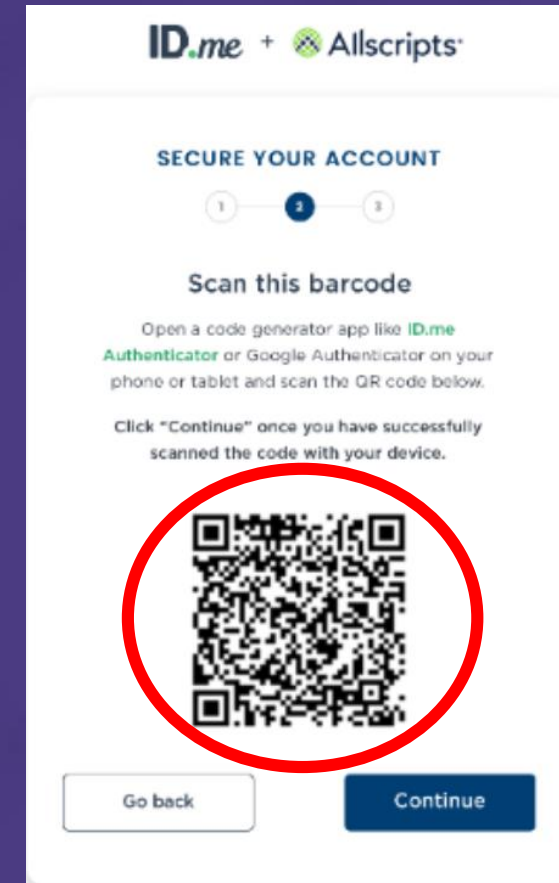 ID.me + Allscripts
SECURE YOUR ACCOUNT
1 2 3
Scan this barcode
Open a code generator app like ID.me
Authenticator or Google Authenticator on your
phone or tablet and scan the QR code below.
Click "Continue" once you have successfully
scanned the code with your device.
Go back Continue